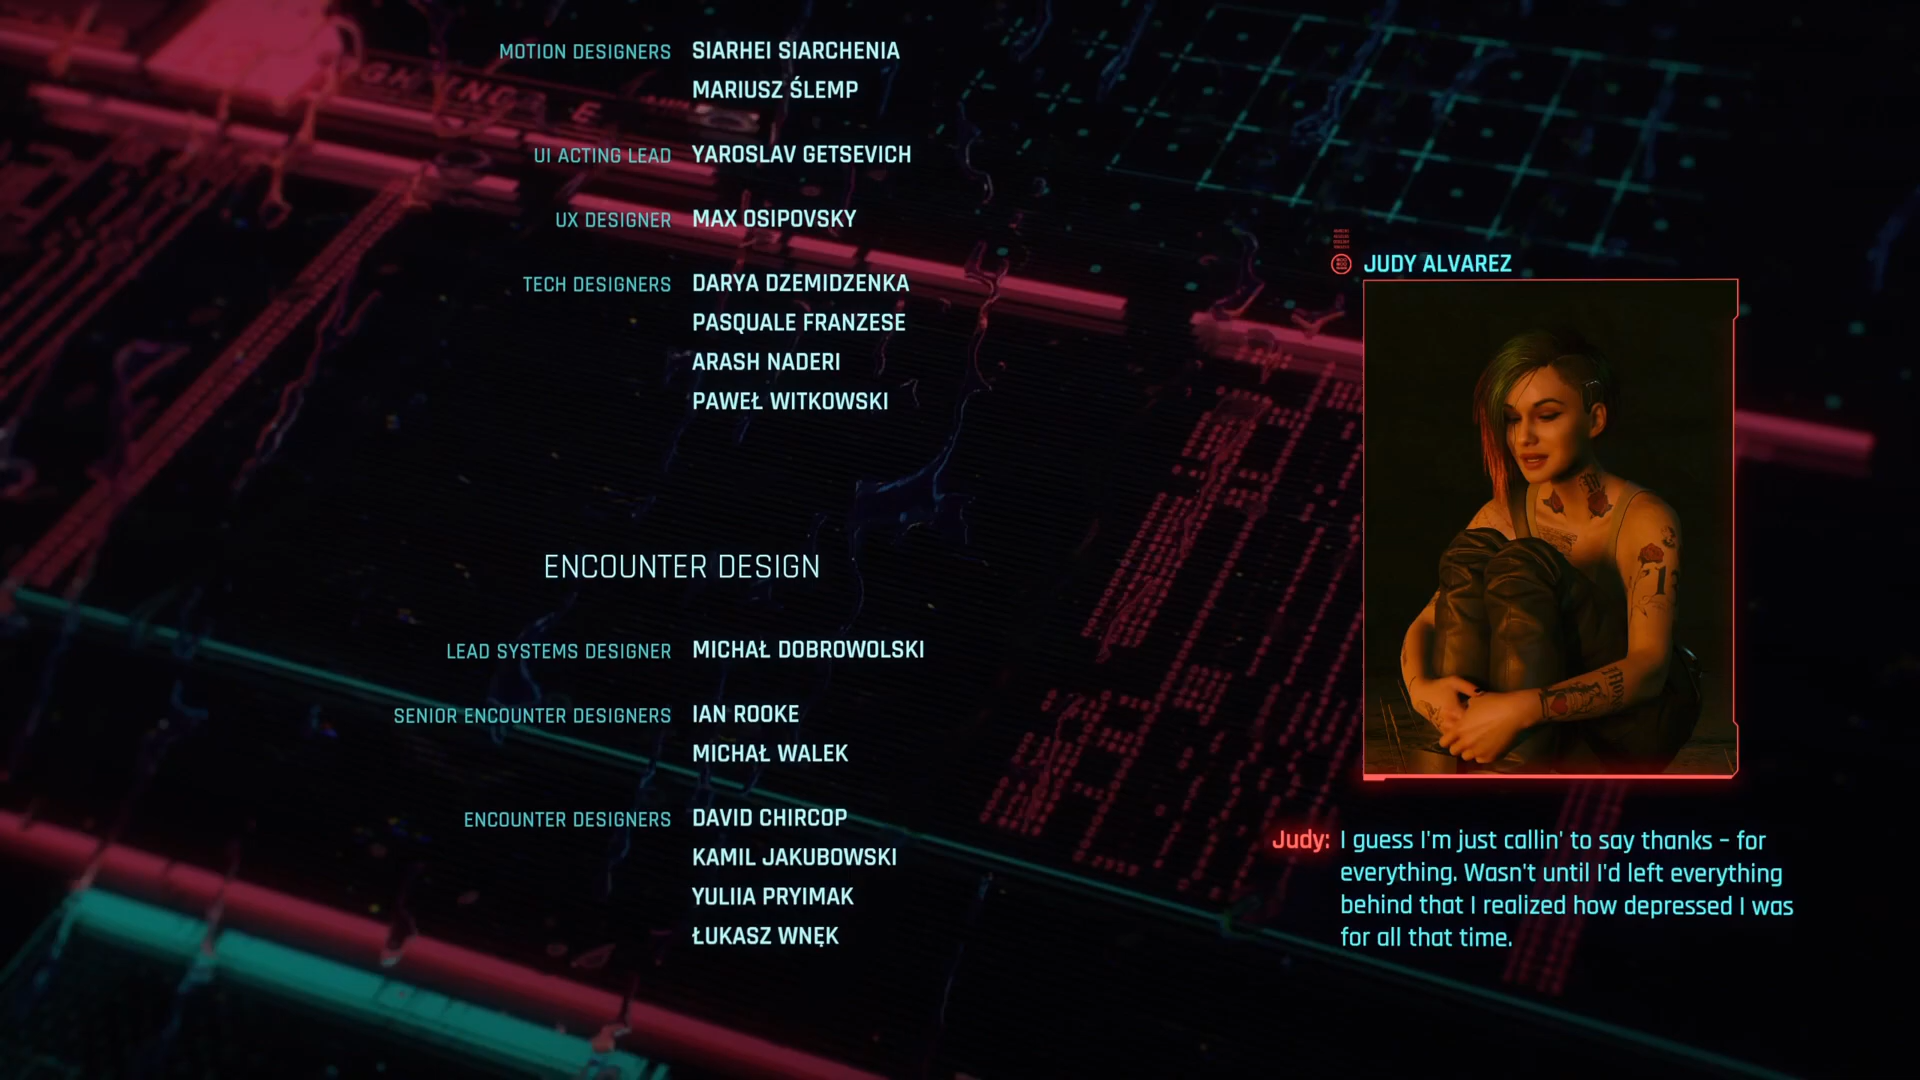 MOTION DESIGNERS SIARHEI SIARCHENIA
MARIUSZ ŚLEMP
UI ACTING LEAD YAROSLAV GETSEVICH
UX DESIGNER MAX OSIPOVSKY
TECH DESIGNERS DARYA DZEMIDZENKA
PASQUALE FRANZESE
ARASH NADERI
PAWEŁ WITKOWSKI
ENCOUNTER DESIGN
LEAD SYSTEMS DESIGNER MICHAŁ DOBROWOLSKI
SENIOR ENCOUNTER DESIGNERS IAN ROOKE
MICHAŁ WALEK
ENCOUNTER DESIGNERS DAVID CHIRCOP
KAMIL JAKUBOWSKI
YULIIA PRYIMAK
ŁUKASZ WNĘK
JUDY ALVAREZ
Judy: I guess I'm just callin' to say thanks – for
everything. Wasn't until I'd left everything
behind that I realized how depressed I was
for all that time.